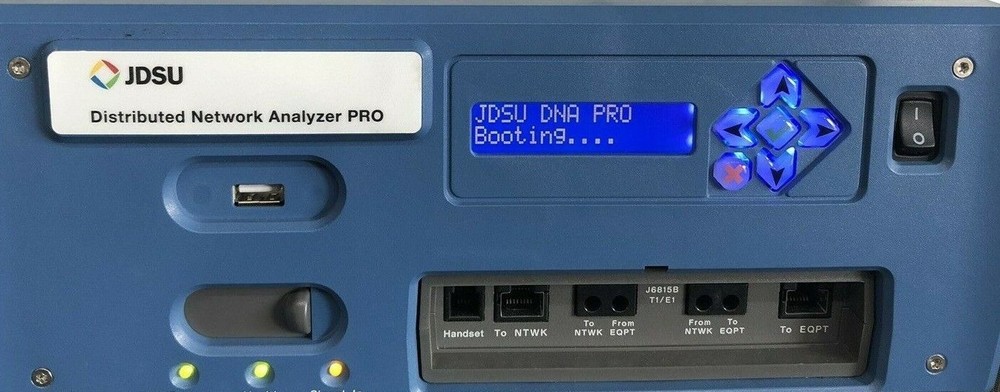 JDSU
Distributed Network Analyzer PRO
JDSU DNA PRO
Booting....
I
O
J6815B
T1/E1
Handset
To NTWK
To
NTWK
From
EQPT
From
NTWK
To
EQPT
To EQPT